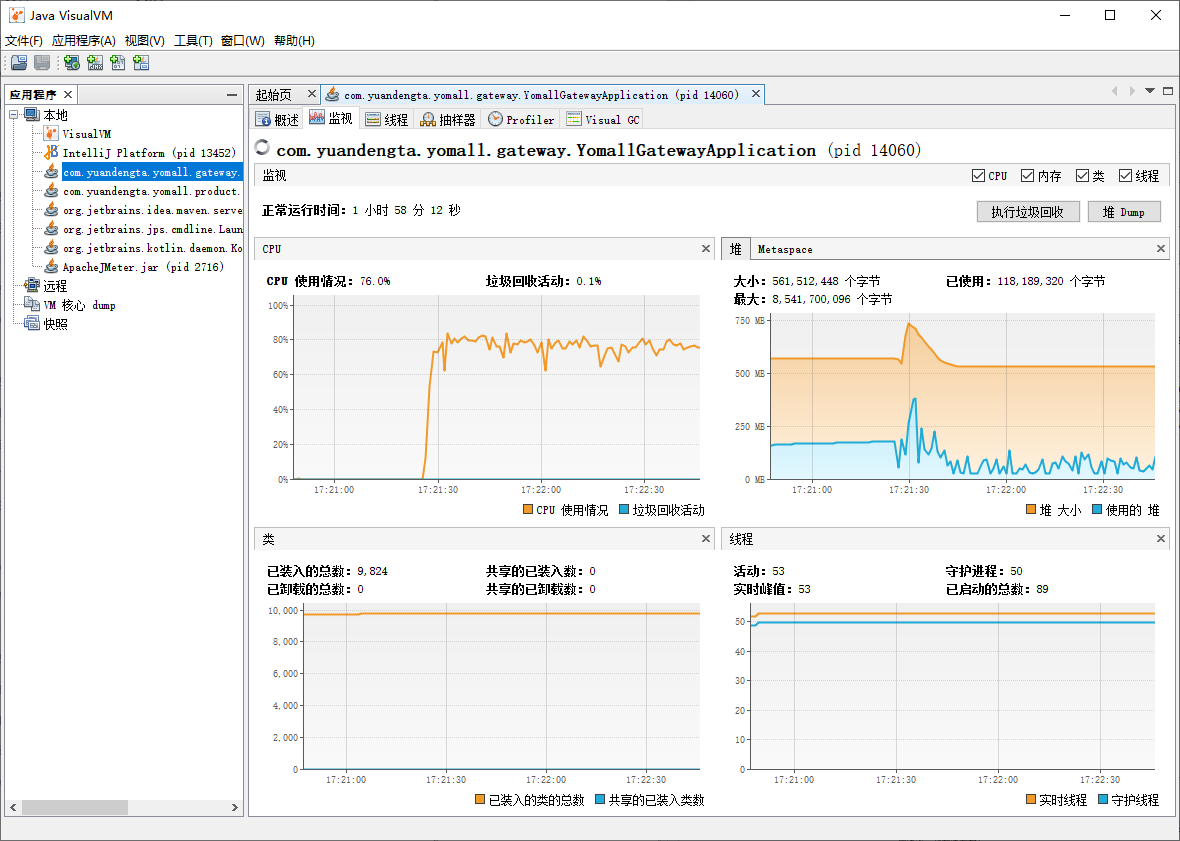 Java VisualVM
文件(F) 应用程序(A) 视图(V) 工具(T) 窗口(W) 帮助(H)
应用程序
本地
VisualVM
IntelliJ Platform (pid 13452)
com.yuandengta.yomall.gateway.
com.yuandengta.yomall.product.
org.jetbrains.idea.maven.serve
org.jetbrains.jps.cmdline.Laun
org.jetbrains.kotlin.daemon.Ko
ApacheJMeter.jar (pid 2716)
远程
VM 核心 dump
快照
起始页 com.yuandengta.yomall.gateway.YomallGatewayApplication (pid 14060)
概述 监视 线程 抽样器 Profiler Visual GC
com.yuandengta.yomall.gateway.YomallGatewayApplication (pid 14060)
监视 CPU 内存 类 线程
正常运行时间: 1 小时 58 分 12 秒 执行垃圾回收 堆 Dump
CPU
CPU 使用情况: 76.0% 垃圾回收活动: 0.1%
100%
80%
60%
40%
20%
0%
17:21:00 17:21:30 17:22:00 17:22:30
CPU 使用情况 垃圾回收活动
堆 Metaspace
大小: 561,512,448 个字节 已使用: 118,189,320 个字节
最大: 8,541,700,096 个字节
750 MB
500 MB
250 MB
0 MB
17:21:00 17:21:30 17:22:00 17:22:30
堆 大小 使用的 堆
类
已装入的总数: 9,824 共享的已装入数: 0
已卸载的总数: 0 共享的已卸载数: 0
10,000
8,000
6,000
4,000
2,000
0
17:21:00 17:21:30 17:22:00 17:22:30
已装入的类的总数 共享的已装入类数
线程
活动: 53 守护进程: 50
实时峰值: 53 已启动的总数: 89
50
40
30
20
10
0
17:21:00 17:21:30 17:22:00 17:22:30
实时线程 守护线程